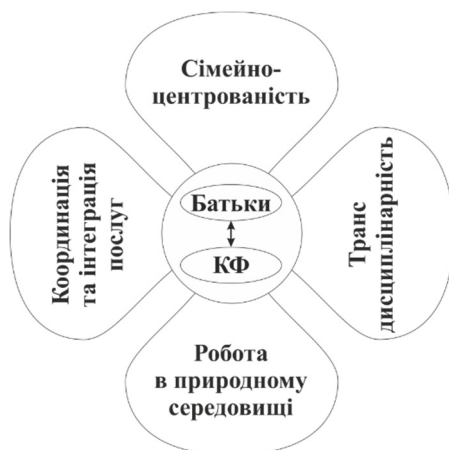 Сімейно-
центрованість
Координація
та інтеграція
послуг
Батьки
КФ
Транс
дисциплінарність
Робота
в природному
середовищі